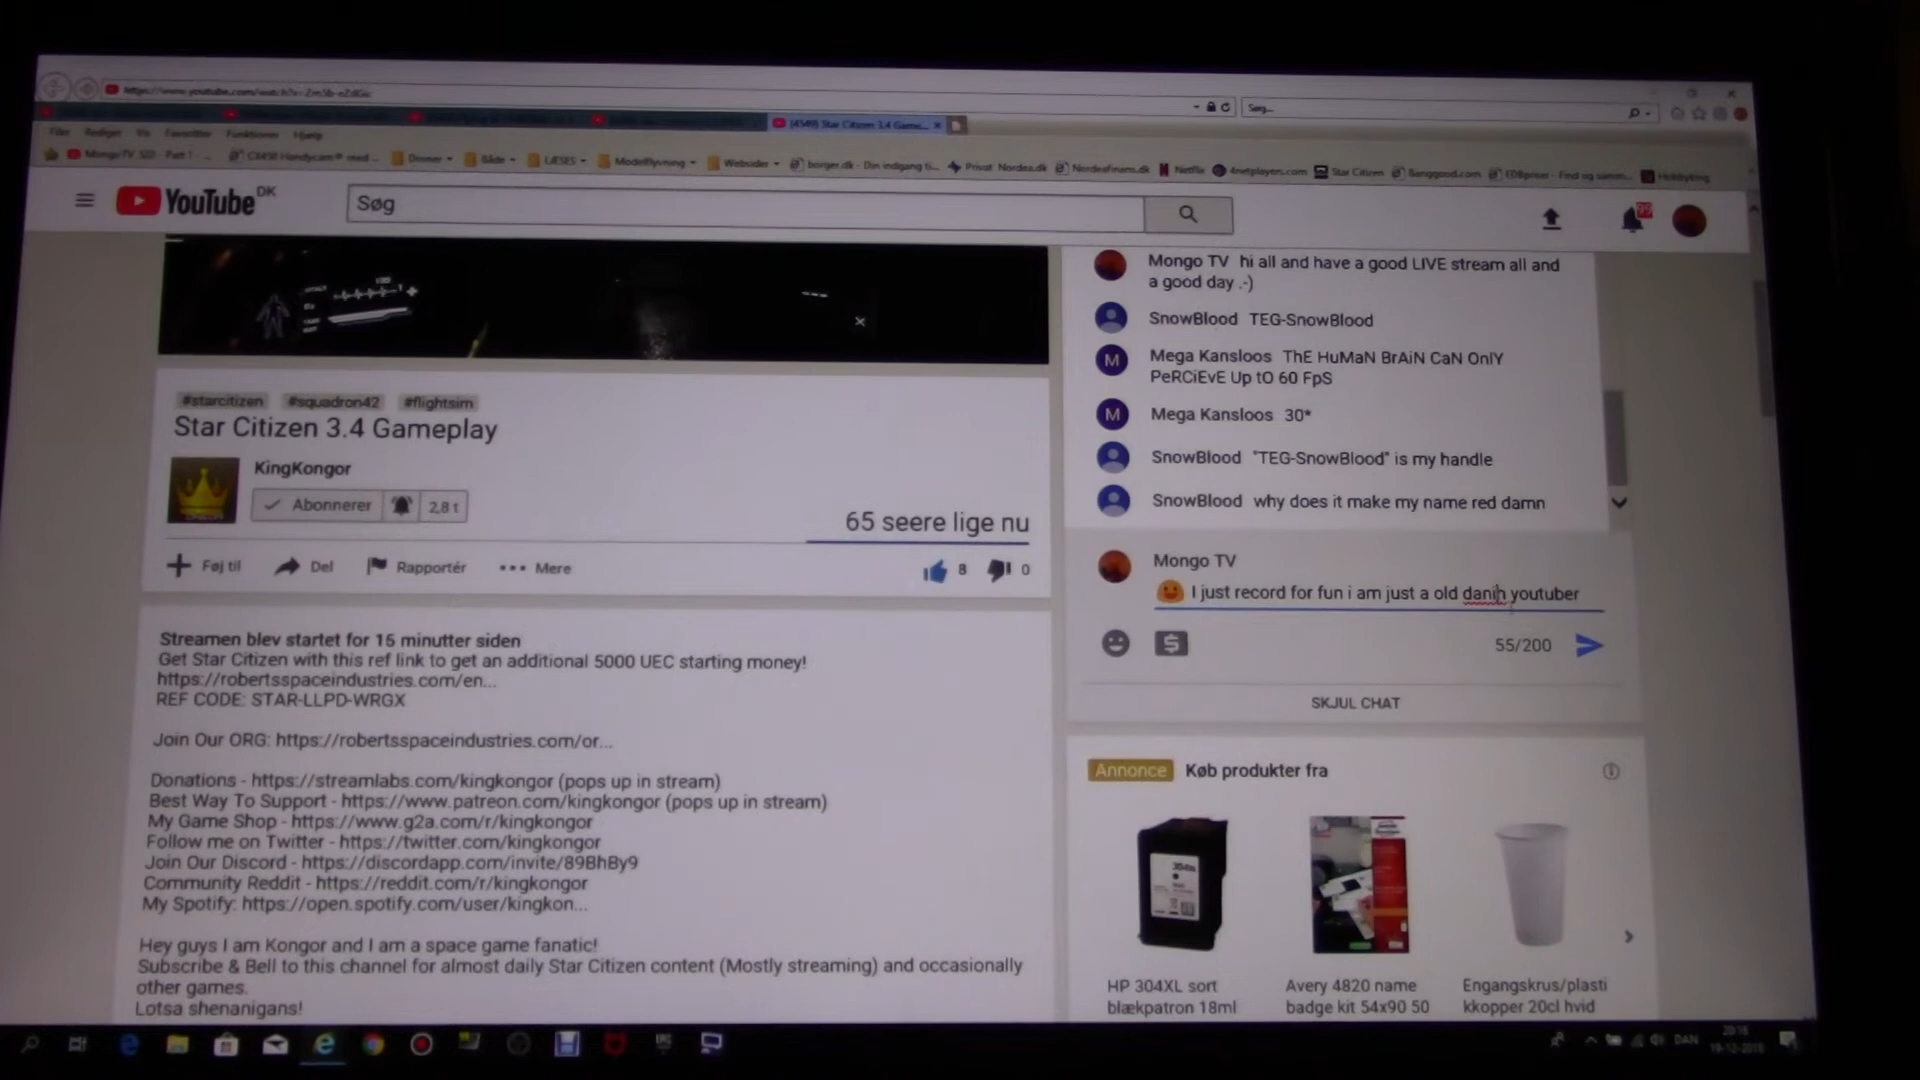 https://www.youtube.com/watch?v=
Søg...
(4549) Star Citizen 3.4 Game...
Filer Rediger Vis Favoritter Funktioner Hjælp
MongoTV Part 1 CX450 Handycam® med ... Droner Både LÆSES Modelflyvning Websider borger.dk - Din indgang ti... Privat Nordea.dk NordeaFinans.dk Netflix 4netplayers.com Star Citizen Banggood.com EDBpriser - Find og samm... Hobbyking
YouTube DK
Søg
99
Mongo TV hi all and have a good LIVE stream all and
a good day .-)
SnowBlood TEG-SnowBlood
M Mega Kansloos ThE HuMaN BrAiN CaN OnlY
PeRCiEvE Up tO 60 FpS
M Mega Kansloos 30*
SnowBlood "TEG-SnowBlood" is my handle
SnowBlood why does it make my name red damn
#starcitizen #squadron42 #flightsim
Star Citizen 3.4 Gameplay
KingKongor
Abonnerer 2,8 t
65 seere lige nu
Føj til Del Rapportér Mere 8 0
Mongo TV
I just record for fun i am just a old danih youtuber
55/200
SKJUL CHAT
Streamen blev startet for 15 minutter siden
Get Star Citizen with this ref link to get an additional 5000 UEC starting money!
https://robertsspaceindustries.com/en...
REF CODE: STAR-LLPD-WRGX
Join Our ORG: https://robertsspaceindustries.com/or...
Donations - https://streamlabs.com/kingkongor (pops up in stream)
Best Way To Support - https://www.patreon.com/kingkongor (pops up in stream)
My Game Shop - https://www.g2a.com/r/kingkongor
Follow me on Twitter - https://twitter.com/kingkongor
Join Our Discord - https://discordapp.com/invite/89BhBy9
Community Reddit - https://reddit.com/r/kingkongor
My Spotify: https://open.spotify.com/user/kingkon...
Hey guys I am Kongor and I am a space game fanatic!
Subscribe & Bell to this channel for almost daily Star Citizen content (Mostly streaming) and occasionally
other games.
Lotsa shenanigans!
Annonce Køb produkter fra
HP 304XL sort
blækpatron 18ml
Avery 4820 name
badge kit 54x90 50
Engangskrus/plasti
kkopper 20cl hvid
DAN
20:16
19-12-2018